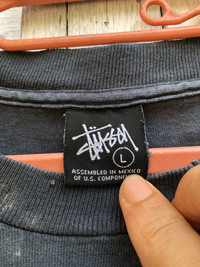 Stüssy
L
ASSEMBLED IN MEXICO
OF U.S. COMPONENTS